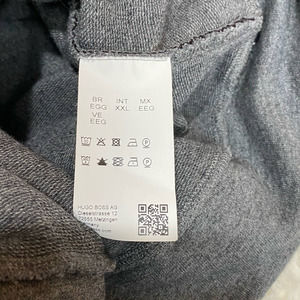 BR INT MX
EGG XXL EEG
VE
EEG
HUGO BOSS AG
Dieselstrasse 12
72555 Metzingen